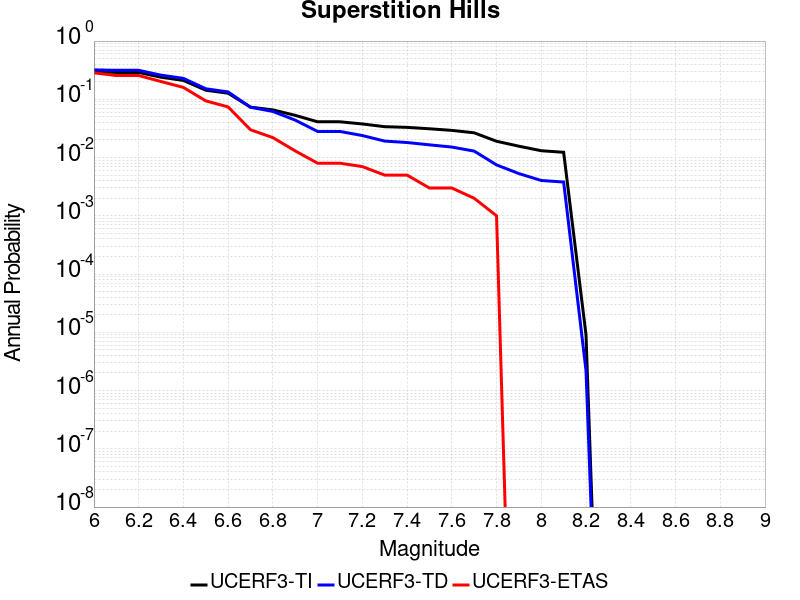 Superstition Hills
10^0
10^-1
10^-2
10^-3
10^-4
10^-5
10^-6
10^-7
10^-8
Annual Probability
6 6.2 6.4 6.6 6.8 7 7.2 7.4 7.6 7.8 8 8.2 8.4 8.6 8.8 9
Magnitude
UCERF3-TI UCERF3-TD UCERF3-ETAS